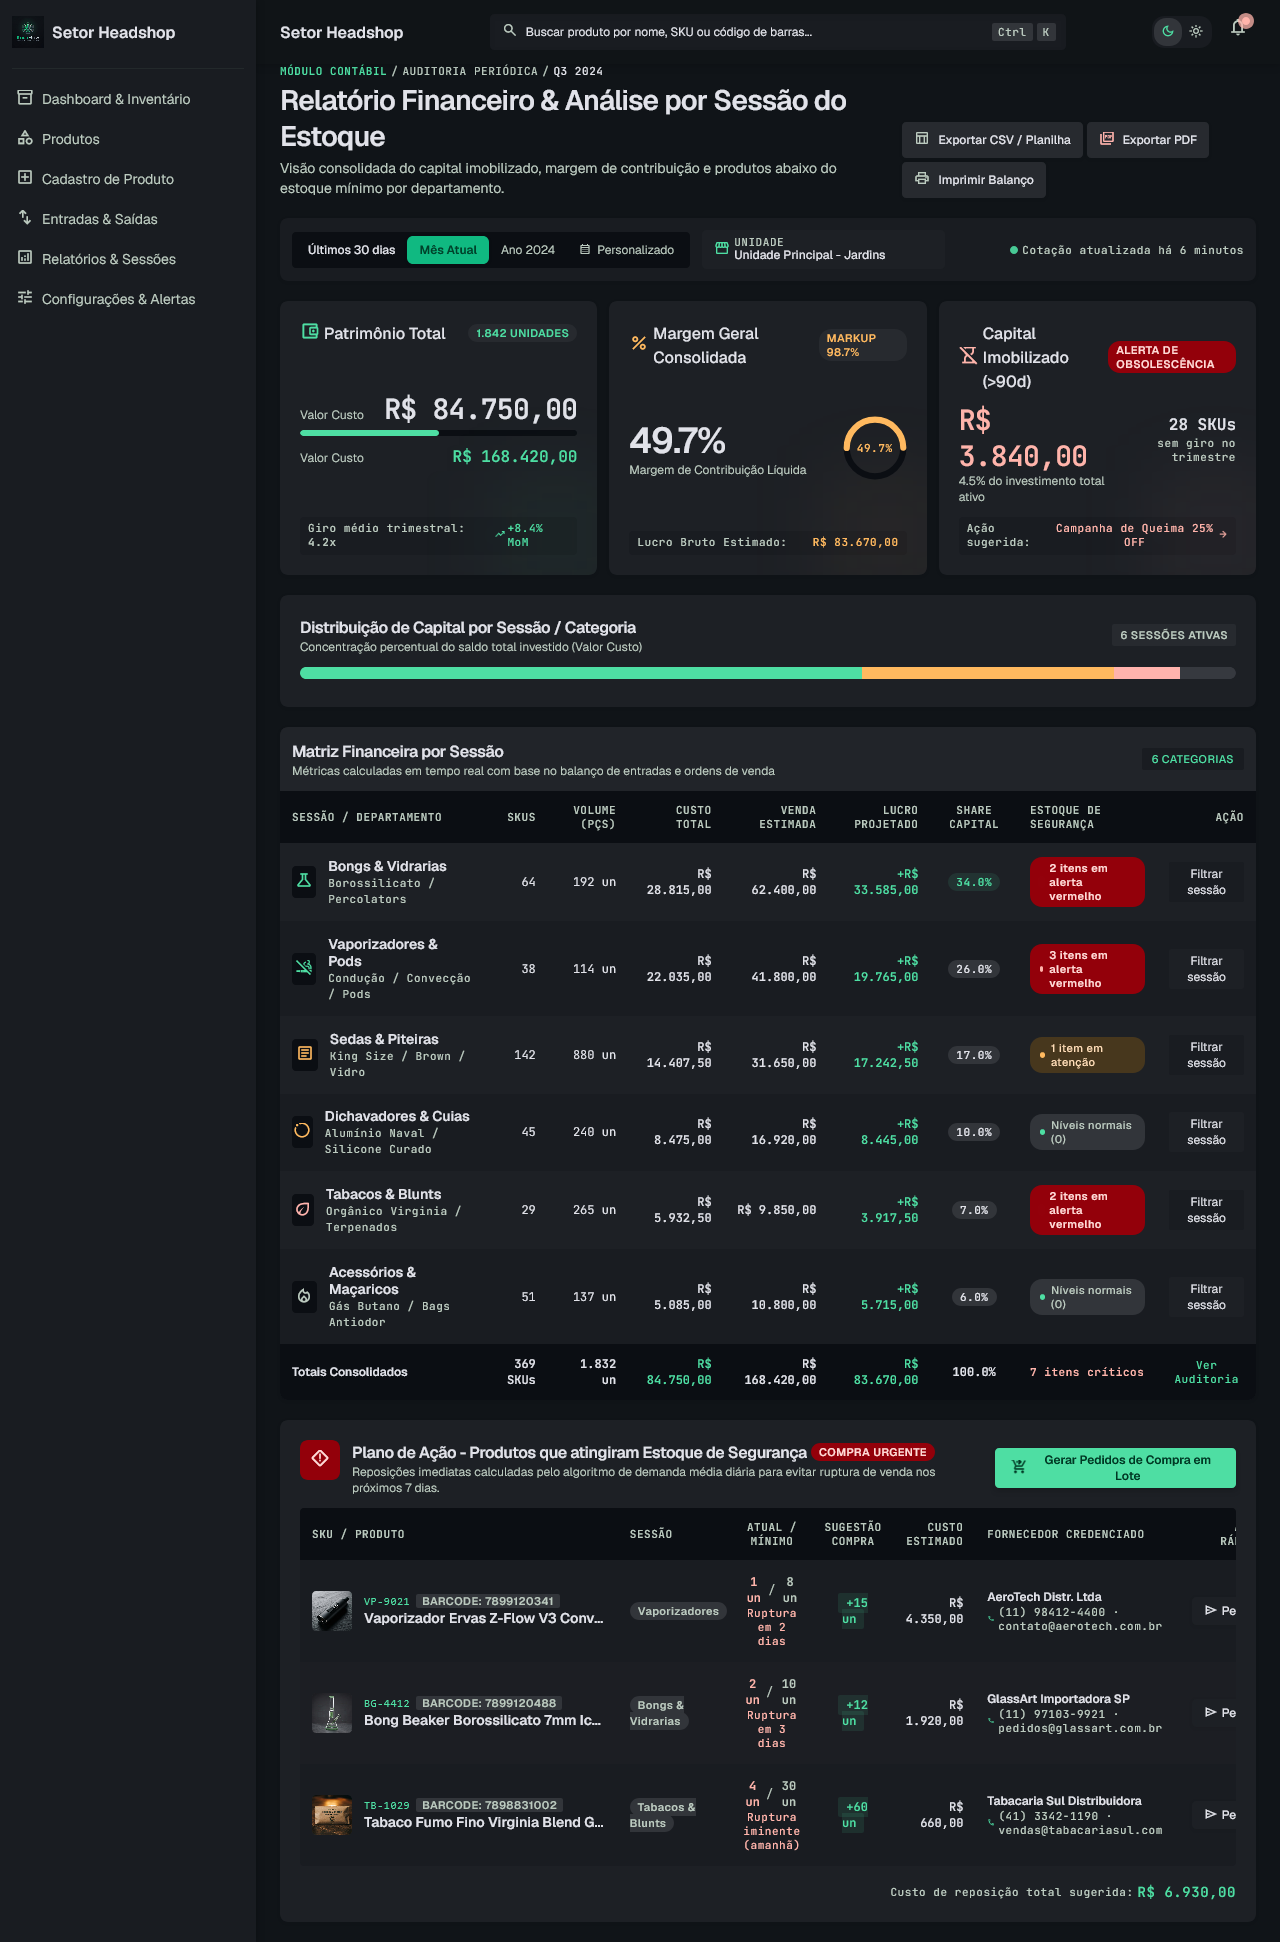 Setor Headshop
Dashboard & Inventário
Produtos
Cadastro de Produto
Entradas & Saídas
Relatórios & Sessões
Configurações & Alertas
Setor Headshop
Buscar produto por nome, SKU ou código de barras...
Ctrl K
MÓDULO CONTÁBIL / AUDITORIA PERIÓDICA / Q3 2024
Relatório Financeiro & Análise por Sessão do
Estoque
Visão consolidada do capital imobilizado, margem de contribuição e produtos abaixo do
estoque mínimo por departamento.
Exportar CSV / Planilha
Exportar PDF
Imprimir Balanço
Últimos 30 dias
Mês Atual
Ano 2024
Personalizado
UNIDADE
Unidade Principal - Jardins
Cotação atualizada há 6 minutos
Patrimônio Total
1.842 UNIDADES
Valor Custo R$ 84.750,00
Valor Custo R$ 168.420,00
Giro médio trimestral:
4.2x
+8.4%
MoM
Margem Geral
Consolidada
MARKUP
98.7%
49.7%
Margem de Contribuição Líquida
49.7%
Lucro Bruto Estimado: R$ 83.670,00
Capital
Imobilizado
(>90d)
ALERTA DE
OBSOLESCÊNCIA
R$
3.840,00
4.5% do investimento total
ativo
28 SKUs
sem giro no
trimestre
Ação
sugerida:
Campanha de Queima 25%
OFF
Distribuição de Capital por Sessão / Categoria
Concentração percentual do saldo total investido (Valor Custo)
6 SESSÕES ATIVAS
Matriz Financeira por Sessão
Métricas calculadas em tempo real com base no balanço de entradas e ordens de venda
6 CATEGORIAS
SESSÃO / DEPARTAMENTO
SKUS
VOLUME
(PÇS)
CUSTO
TOTAL
VENDA
ESTIMADA
LUCRO
PROJETADO
SHARE
CAPITAL
ESTOQUE DE
SEGURANÇA
AÇÃO
Bongs & Vidrarias
Borossilicato /
Percolators
64
192 un
R$
28.815,00
R$
62.400,00
+R$
33.585,00
34.0%
2 itens em
alerta
vermelho
Filtrar
sessão
Vaporizadores &
Pods
Condução / Convecção
/ Pods
38
114 un
R$
22.035,00
R$
41.800,00
+R$
19.765,00
26.0%
3 itens em
alerta
vermelho
Filtrar
sessão
Sedas & Piteiras
King Size / Brown /
Vidro
142
880 un
R$
14.407,50
R$
31.650,00
+R$
17.242,50
17.0%
1 item em
atenção
Filtrar
sessão
Dichavadores & Cuias
Alumínio Naval /
Silicone Curado
45
240 un
R$
8.475,00
R$
16.920,00
+R$
8.445,00
10.0%
Níveis normais
(0)
Filtrar
sessão
Tabacos & Blunts
Orgânico Virginia /
Terpenados
29
265 un
R$
5.932,50
R$ 9.850,00
+R$
3.917,50
7.0%
2 itens em
alerta
vermelho
Filtrar
sessão
Acessórios &
Maçaricos
Gás Butano / Bags
Antiodor
51
137 un
R$
5.085,00
R$
10.800,00
+R$
5.715,00
6.0%
Níveis normais
(0)
Filtrar
sessão
Totais Consolidados
369
SKUs
1.832
un
R$
84.750,00
R$
168.420,00
R$
83.670,00
100.0%
7 itens críticos
Ver
Auditoria
Plano de Ação - Produtos que atingiram Estoque de Segurança COMPRA URGENTE
Reposições imediatas calculadas pelo algoritmo de demanda média diária para evitar ruptura de venda nos
próximos 7 dias.
Gerar Pedidos de Compra em
Lote
SKU / PRODUTO
SESSÃO
ATUAL /
MÍNIMO
SUGESTÃO
COMPRA
CUSTO
ESTIMADO
FORNECEDOR CREDENCIADO
VP-9021 BARCODE: 7899120341
Vaporizador Ervas Z-Flow V3 Conv...
Vaporizadores
1
un / 8
un
Ruptura
em 2
dias
+15
un
R$
4.350,00
AeroTech Distr. Ltda
(11) 98412-4400 ·
contato@aerotech.com.br
Pe
BG-4412 BARCODE: 7899120488
Bong Beaker Borossilicato 7mm Ic...
Bongs &
Vidrarias
2
un / 10
un
Ruptura
em 3
dias
+12
un
R$
1.920,00
GlassArt Importadora SP
(11) 97103-9921 ·
pedidos@glassart.com.br
Pe
TB-1029 BARCODE: 7898831002
Tabaco Fumo Fino Virginia Blend G...
Tabacos &
Blunts
4
un / 30
un
Ruptura
iminente
(amanhã)
+60
un
R$
660,00
Tabacaria Sul Distribuidora
(41) 3342-1190 ·
vendas@tabacariasul.com
Pe
Custo de reposição total sugerida: R$ 6.930,00